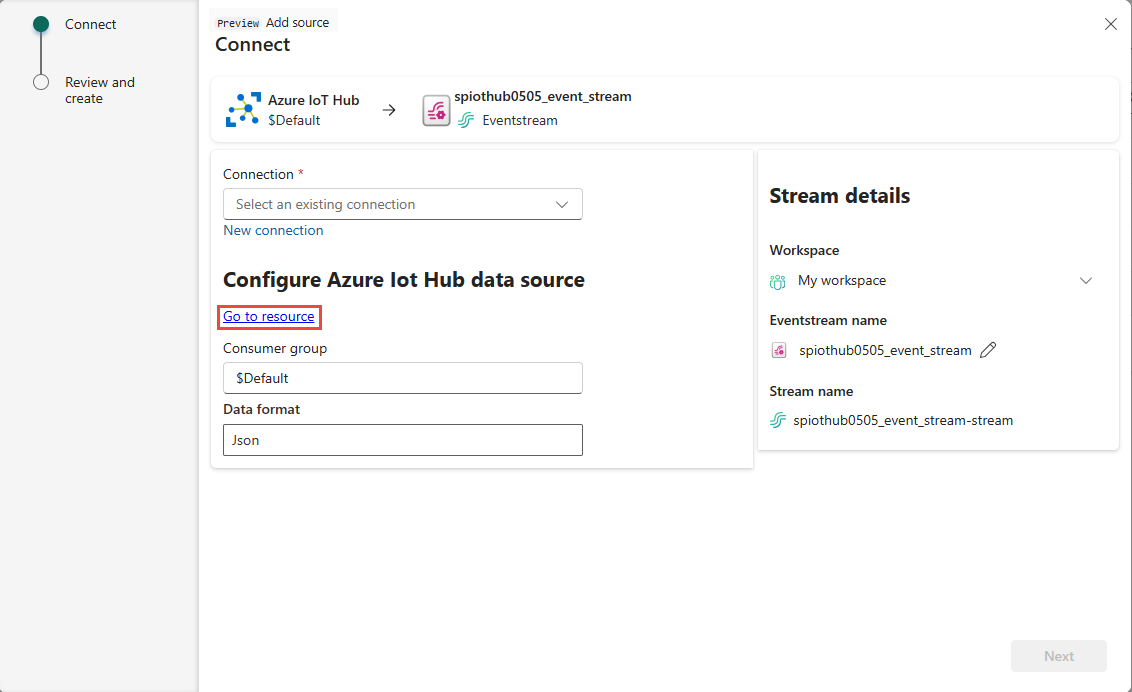 Connect
Review and
create
Preview Add source
Connect
Azure IoT Hub
$Default
spiothub0505_event_stream
Eventstream
Connection *
Select an existing connection
New connection
Configure Azure Iot Hub data source
Go to resource
Consumer group
$Default
Data format
Json
Stream details
Workspace
My workspace
Eventstream name
spiothub0505_event_stream
Stream name
spiothub0505_event_stream-stream
Next